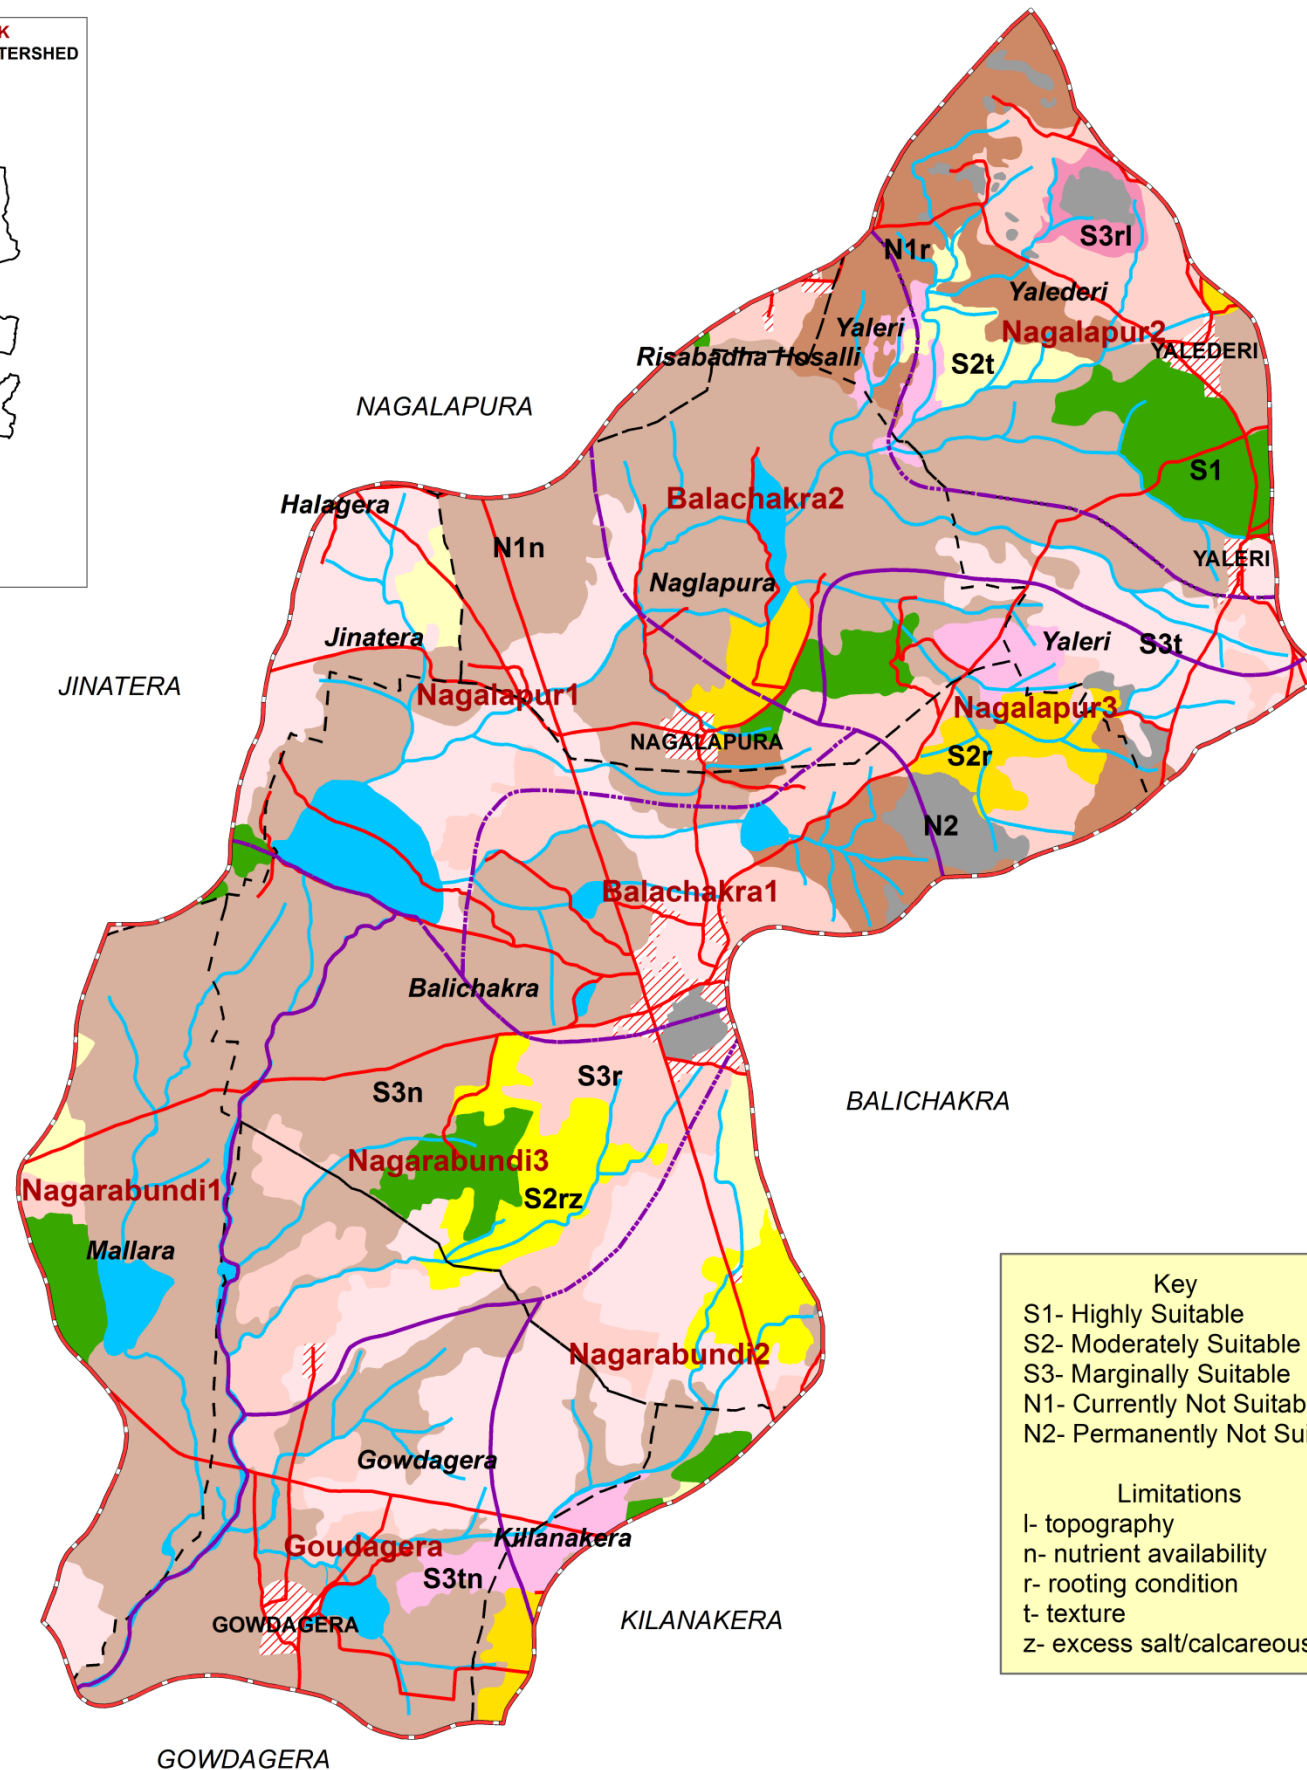 K
TERSHED
N1r
S3rl
Yalederi
Yaleri
Nagalapur2
YALEDERI
Risabadha Hosalli
S2t
NAGALAPURA
S1
Halagera
Balachakra2
N1n
YALERI
Naglapura
Jinatera
Yaleri
S3t
JINATERA
Nagalapur1
Nagalapur3
NAGALAPURA
S2r
N2
Balachakra1
Balichakra
S3n
S3r
BALICHAKRA
Nagarabundi3
Nagarabundi1
S2rz
Mallara
Nagarabundi2
Gowdagera
Killanakera
Goudagera
S3tn
GOWDAGERA
KILANAKERA
GOWDAGERA
Key
S1- Highly Suitable
S2- Moderately Suitable
S3- Marginally Suitable
N1- Currently Not Suitab
N2- Permanently Not Sui
Limitations
l- topography
n- nutrient availability
r- rooting condition
t- texture
z- excess salt/calcareous